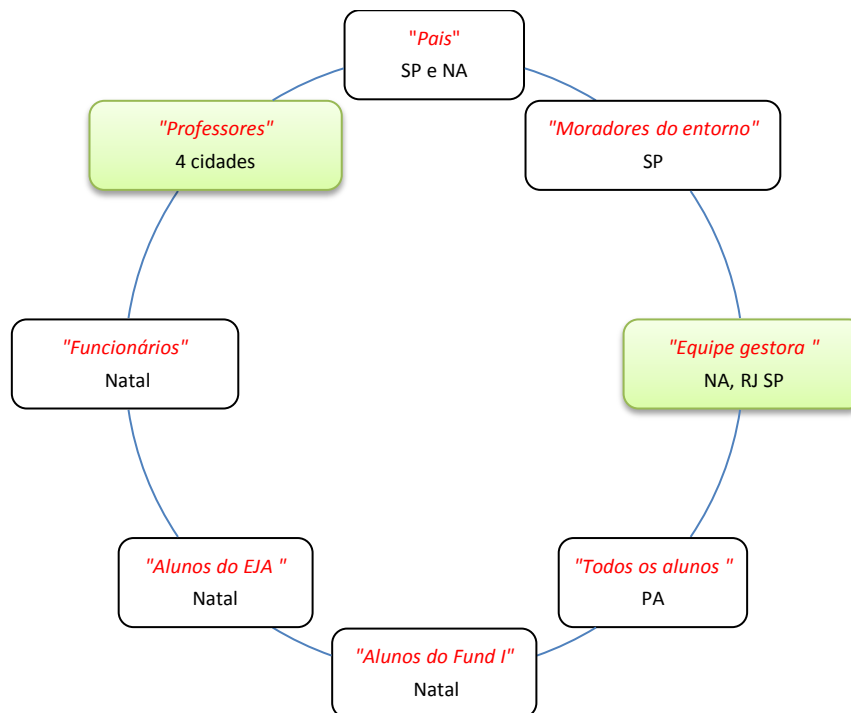 "Pais"
SP e NA
"Professores"
4 cidades
"Moradores do entorno"
SP
"Funcionários"
Natal
"Equipe gestora "
NA, RJ SP
"Alunos do EJA "
Natal
"Todos os alunos "
PA
"Alunos do Fund I"
Natal